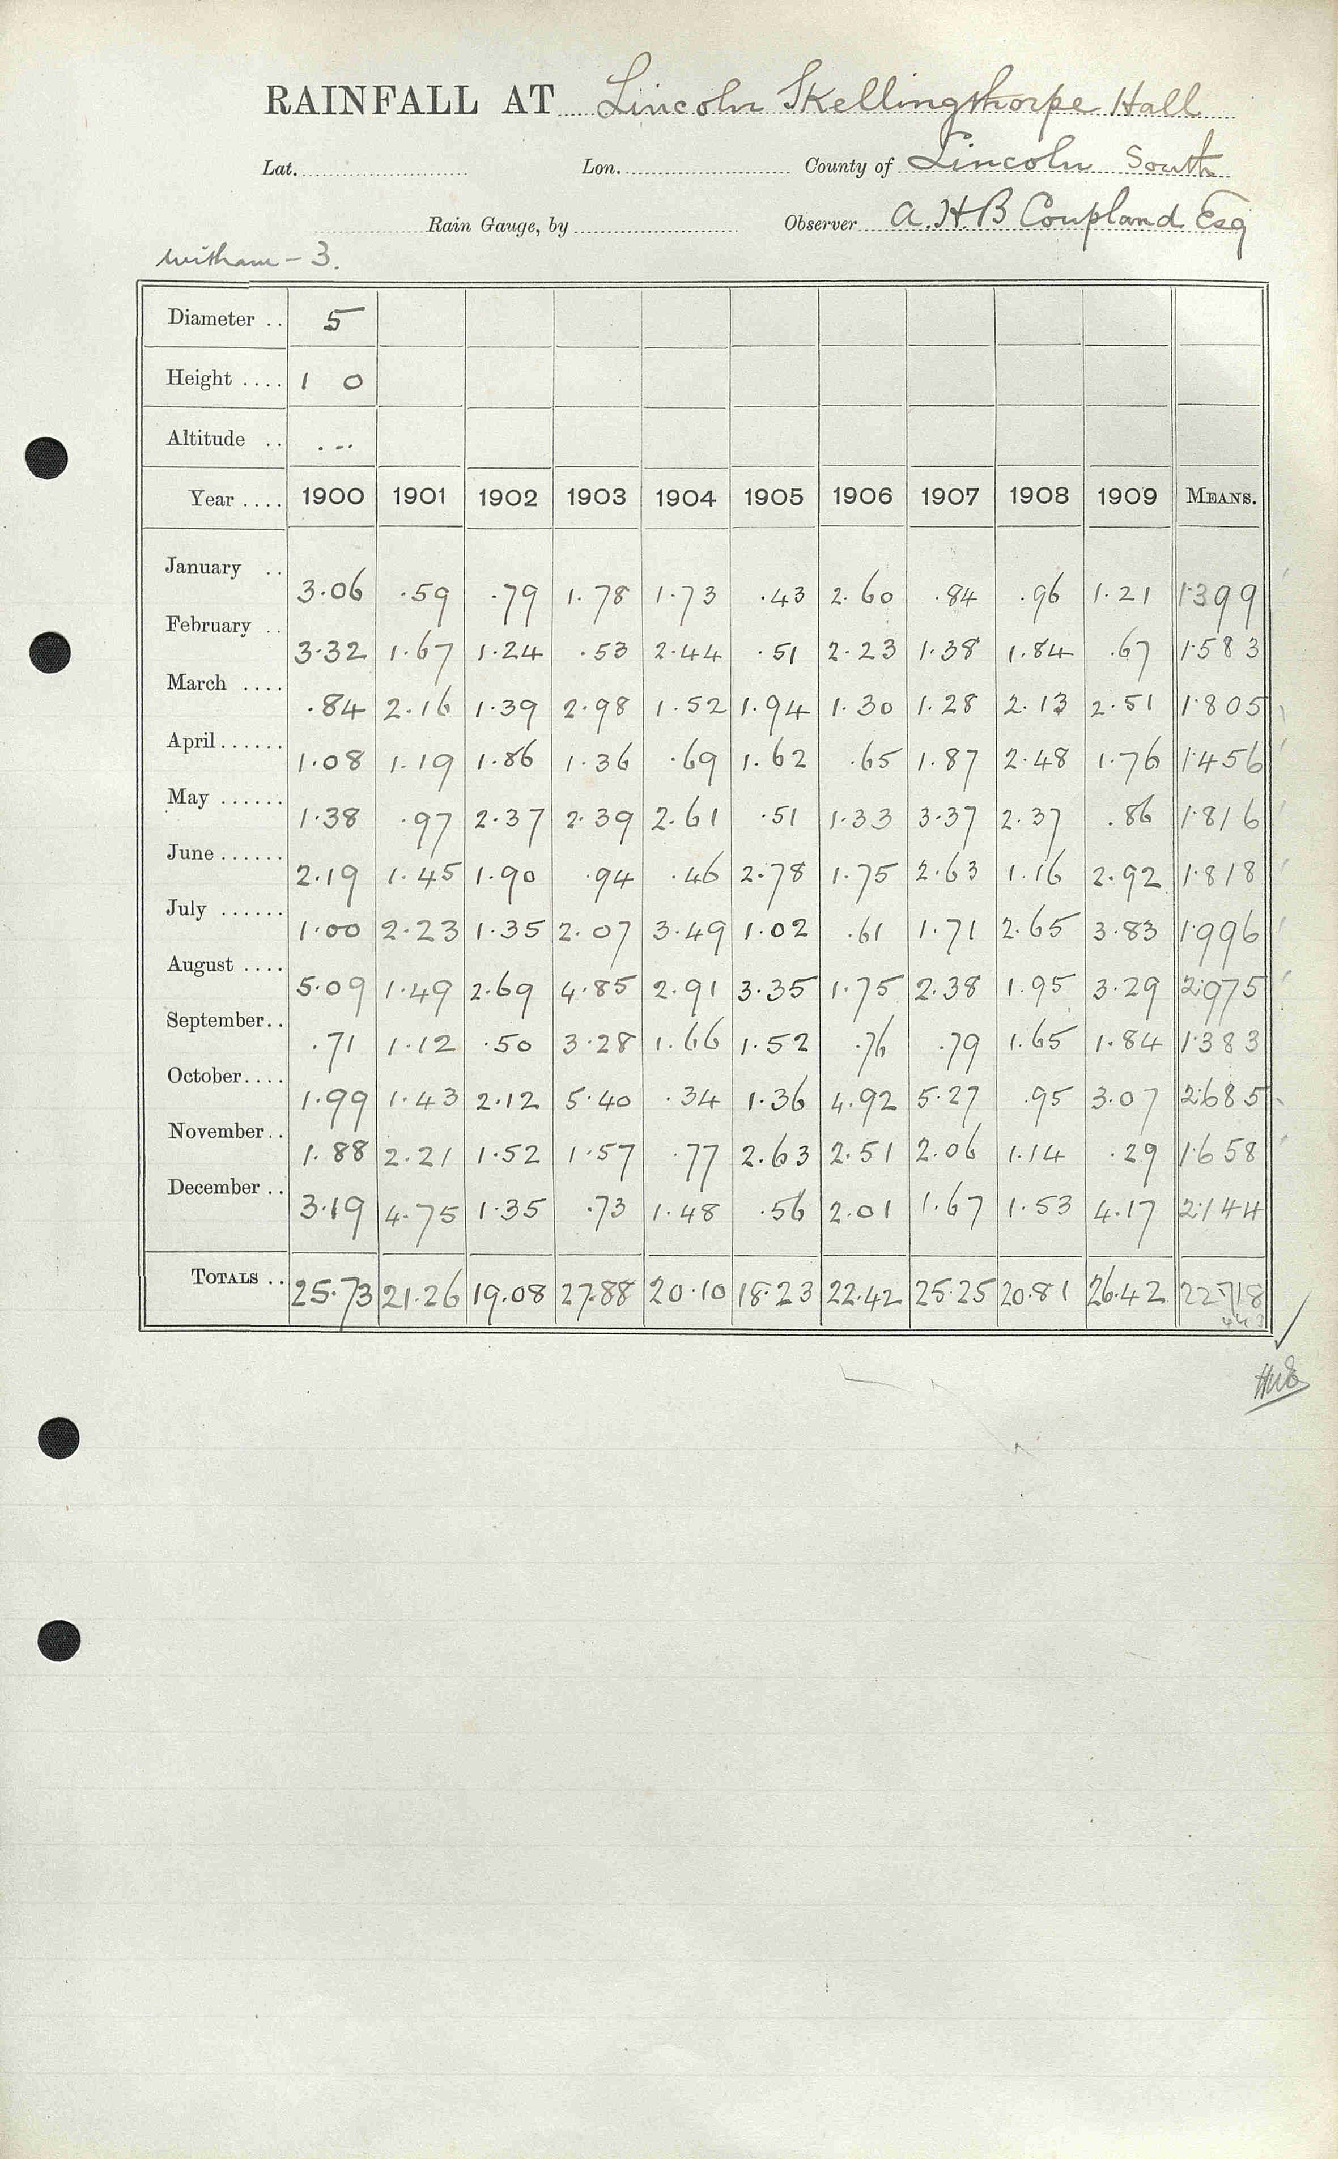 RAINFALL AT Lincoln Skellingthorpe Hall
Lat. Lon. County of Lincoln South
Rain Gauge, by Observer A.H.B Coupland Esq
Witham - 3.
Diameter .. 5
Height .... 1 0
Altitude .. . --
Year .... 1900 1901 1902 1903 1904 1905 1906 1907 1908 1909 MEANS.
January .. 3.06 .59 .79 1.78 1.73 .43 2.60 .84 .96 1.21 1.399
February .. 3.32 1.67 1.24 .53 2.44 .51 2.23 1.38 1.84 .67 1.583
March .... .84 2.16 1.39 2.98 1.52 1.94 1.30 1.28 2.13 2.51 1.805
April...... 1.08 1.19 1.86 1.36 .69 1.62 .65 1.87 2.48 1.76 1.456
May ...... 1.38 .97 2.37 2.39 2.61 .51 1.33 3.37 2.37 .86 1.816
June...... 2.19 1.45 1.90 .94 .46 2.78 1.75 2.63 1.16 2.92 1.818
July ...... 1.00 2.23 1.35 2.07 3.49 1.02 .61 1.71 2.65 3.83 1.996
August .... 5.09 1.49 2.69 4.85 2.91 3.35 1.75 2.38 1.95 3.29 2.975
September.. .71 1.12 .50 3.28 1.66 1.52 .76 .79 1.65 1.84 1.383
October.... 1.99 1.43 2.12 5.40 .34 1.36 4.92 5.27 .95 3.07 2.685
November.. 1.88 2.21 1.52 1.57 .77 2.63 2.51 2.06 1.14 .29 1.658
December .. 3.19 4.75 1.35 .73 1.48 .56 2.01 1.67 1.53 4.17 2.144
TOTALS .. 25.73 21.26 19.08 27.88 20.10 18.23 22.42 25.25 20.81 26.42 22.718